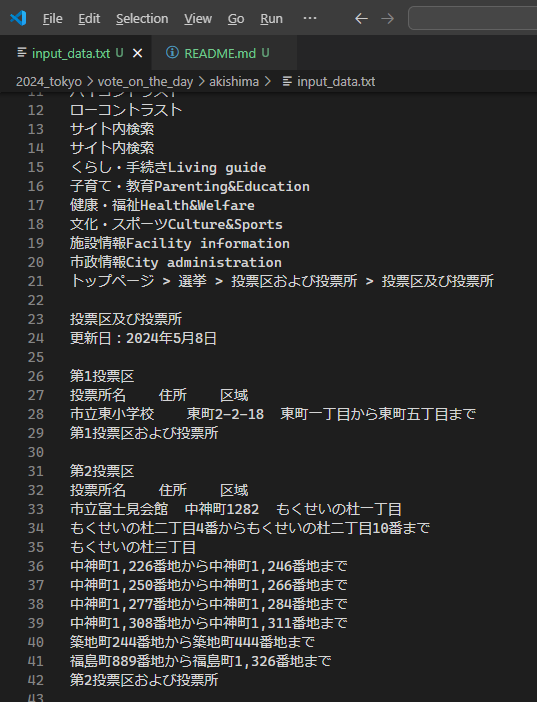 File Edit Selection View Go Run ···
input_data.txt U README.md U
2024_tokyo > vote_on_the_day > akishima > input_data.txt
11 ハイコントラスト
12 ローコントラスト
13 サイト内検索
14 サイト内検索
15 くらし・手続きLiving guide
16 子育て・教育Parenting&Education
17 健康・福祉Health&Welfare
18 文化・スポーツCulture&Sports
19 施設情報Facility information
20 市政情報City administration
21 トップページ > 選挙 > 投票区および投票所 > 投票区及び投票所
22
23 投票区及び投票所
24 更新日：2024年5月8日
25
26 第1投票区
27 投票所名 住所 区域
28 市立東小学校 東町2-2-18 東町一丁目から東町五丁目まで
29 第1投票区および投票所
30
31 第2投票区
32 投票所名 住所 区域
33 市立富士見会館 中神町1282 もくせいの杜一丁目
34 もくせいの杜二丁目4番からもくせいの杜二丁目10番まで
35 もくせいの杜三丁目
36 中神町1,226番地から中神町1,246番地まで
37 中神町1,250番地から中神町1,266番地まで
38 中神町1,277番地から中神町1,284番地まで
39 中神町1,308番地から中神町1,311番地まで
40 築地町244番地から築地町444番地まで
41 福島町889番地から福島町1,326番地まで
42 第2投票区および投票所
43